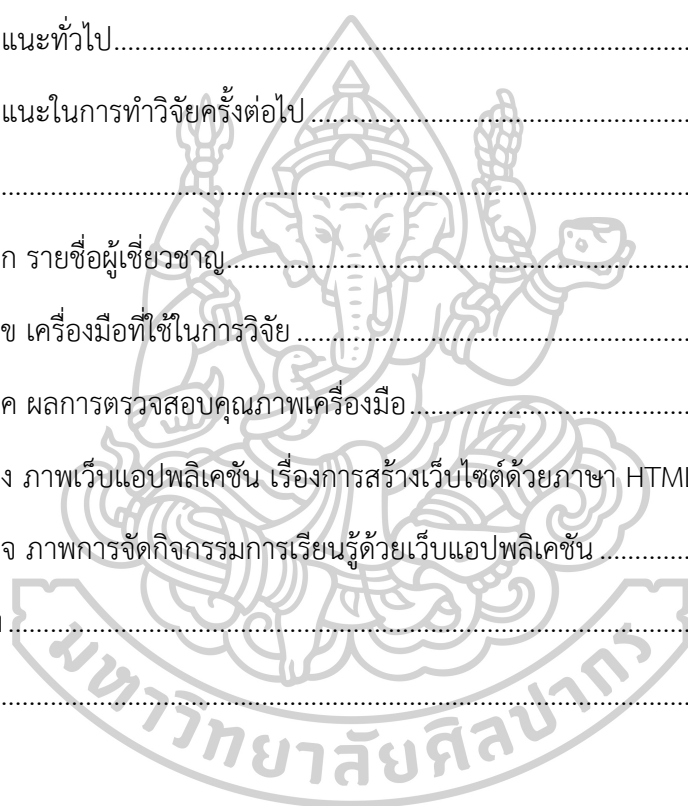 แนะทั่วไป
แนะในการทำวิจัยครั้งต่อไป
ก รายชื่อผู้เชี่ยวชาญ
ข เครื่องมือที่ใช้ในการวิจัย
ค ผลการตรวจสอบคุณภาพเครื่องมือ
ง ภาพเว็บแอปพลิเคชัน เรื่องการสร้างเว็บไซต์ด้วยภาษา HTML
จ ภาพการจัดกิจกรรมการเรียนรู้ด้วยเว็บแอปพลิเคชัน
มหาวิทยาลัยศิลปากร